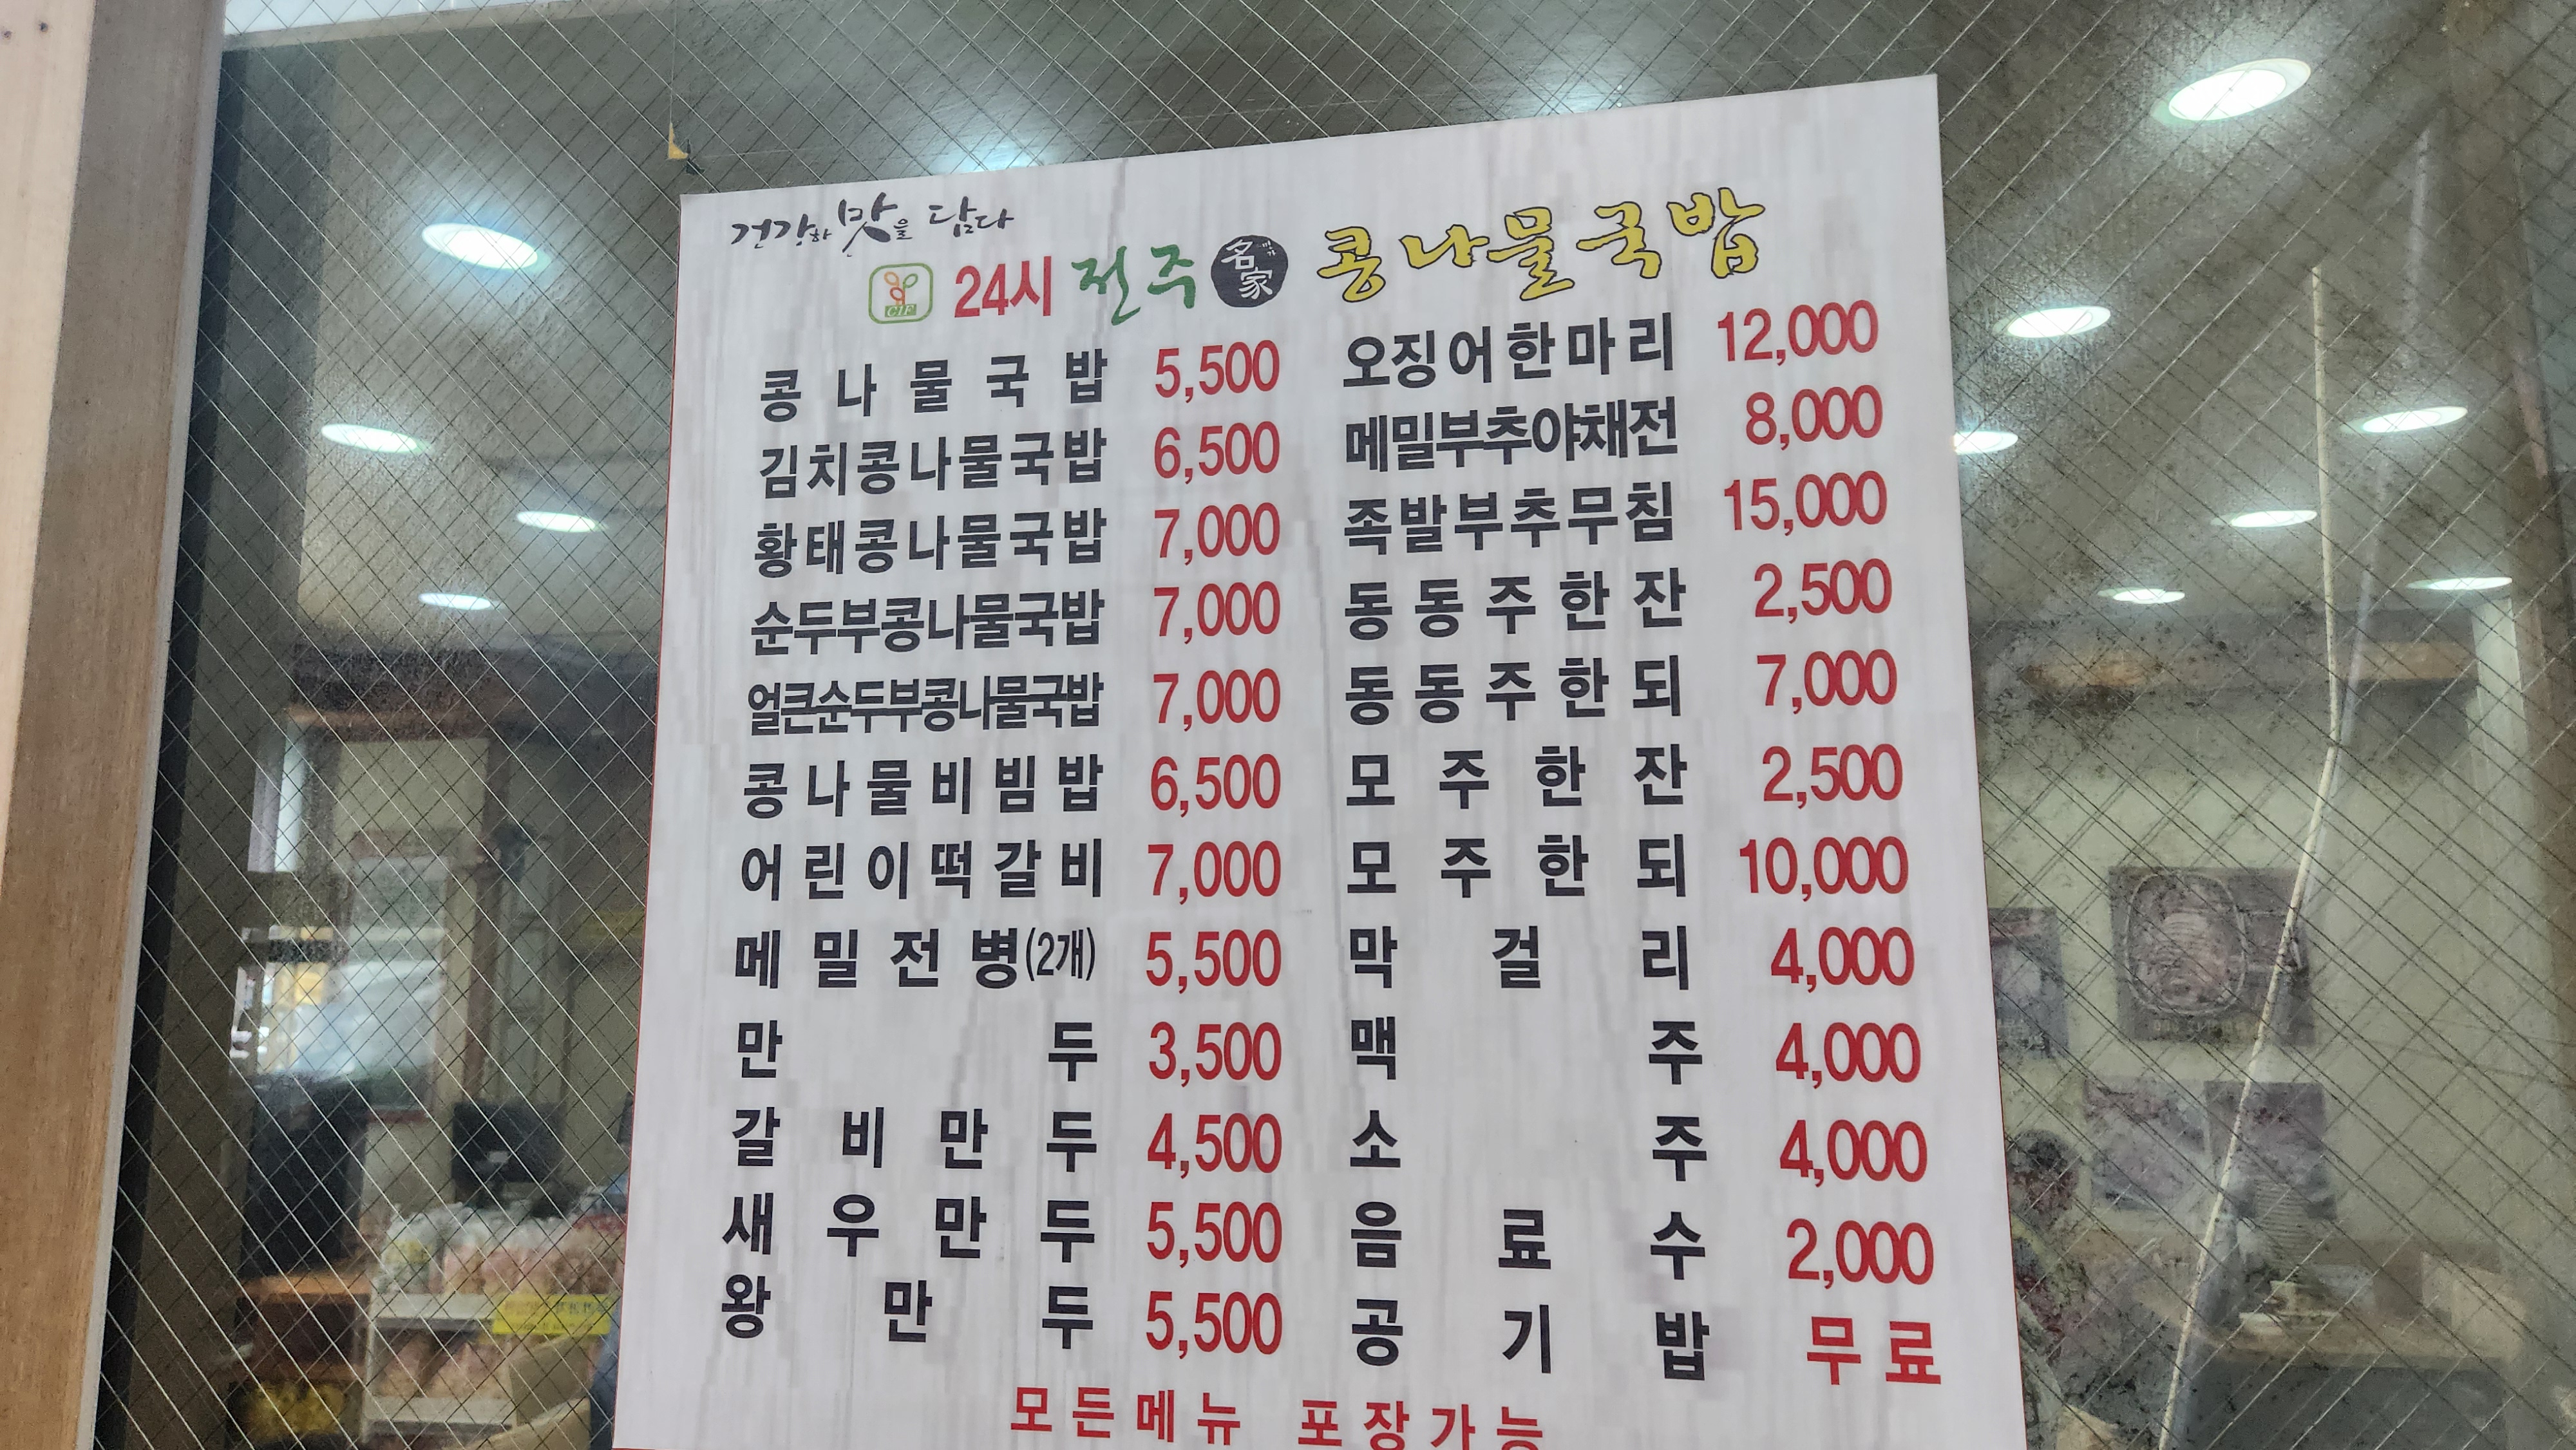 건강한 맛을 담다
CIF 24시 전주 名家 콩나물국밥
콩나물국밥 5,500
김치콩나물국밥 6,500
황태콩나물국밥 7,000
순두부콩나물국밥 7,000
얼큰순두부콩나물국밥 7,000
콩나물비빔밥 6,500
어린이떡갈비 7,000
메밀전병(2개) 5,500
만두 3,500
갈비만두 4,500
새우만두 5,500
왕만두 5,500
오징어한마리 12,000
메밀부추야채전 8,000
족발부추무침 15,000
동동주한잔 2,500
동동주한되 7,000
모주한잔 2,500
모주한되 10,000
막걸리 4,000
맥주 4,000
소주 4,000
음료수 2,000
공기밥 무료
모든메뉴 포장가능